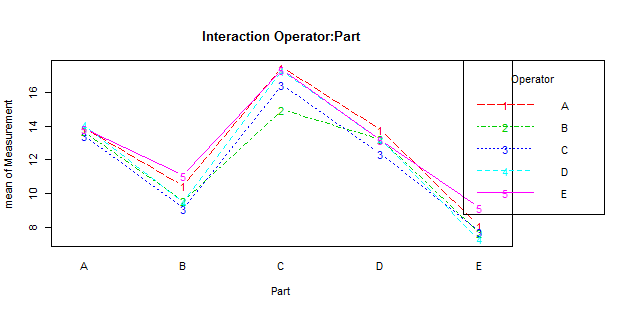 Interaction Operator:Part
mean of Measurement
16
14
12
10
8
A B C D E
Part
Operator
1 A
2 B
3 C
4 D
5 E